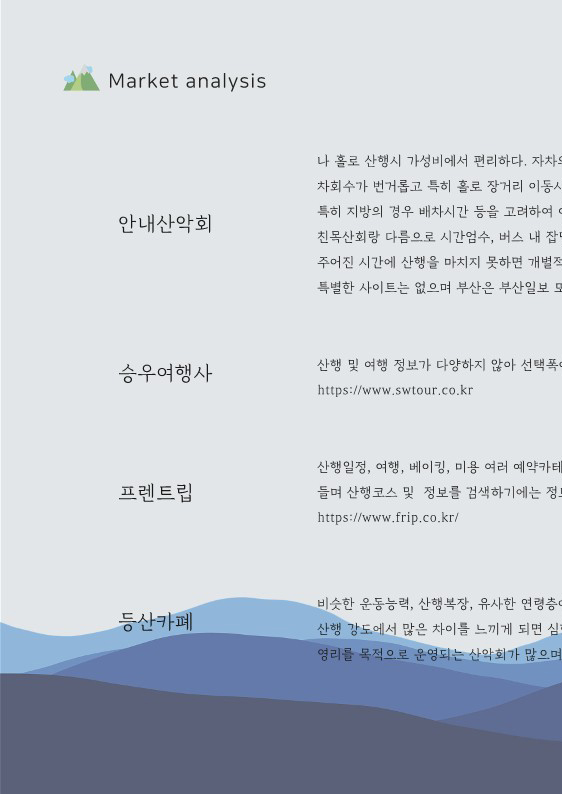 Market analysis
안내산악회
나 홀로 산행시 가성비에서 편리하다. 자차의
차회수가 번거롭고 특히 홀로 장거리 이동시
특히 지방의 경우 배차시간 등을 고려하여
친목산회랑 다름으로 시간엄수, 버스 내 잡
주어진 시간에 산행을 마치지 못하면 개별적
특별한 사이트는 없으며 부산은 부산일보
승우여행사
산행 및 여행 정보가 다양하지 않아 선택폭이
https://www.swtour.co.kr
프렌트립
산행일정, 여행, 베이킹, 미용 여러 예약카테
들며 산행코스 및 정보를 검색하기에는 정보
https://www.frip.co.kr/
등산카페
비슷한 운동능력, 산행복장, 유사한 연령층이
산행 강도에서 많은 차이를 느끼게 되면 심
영리를 목적으로 운영되는 산악회가 많으며